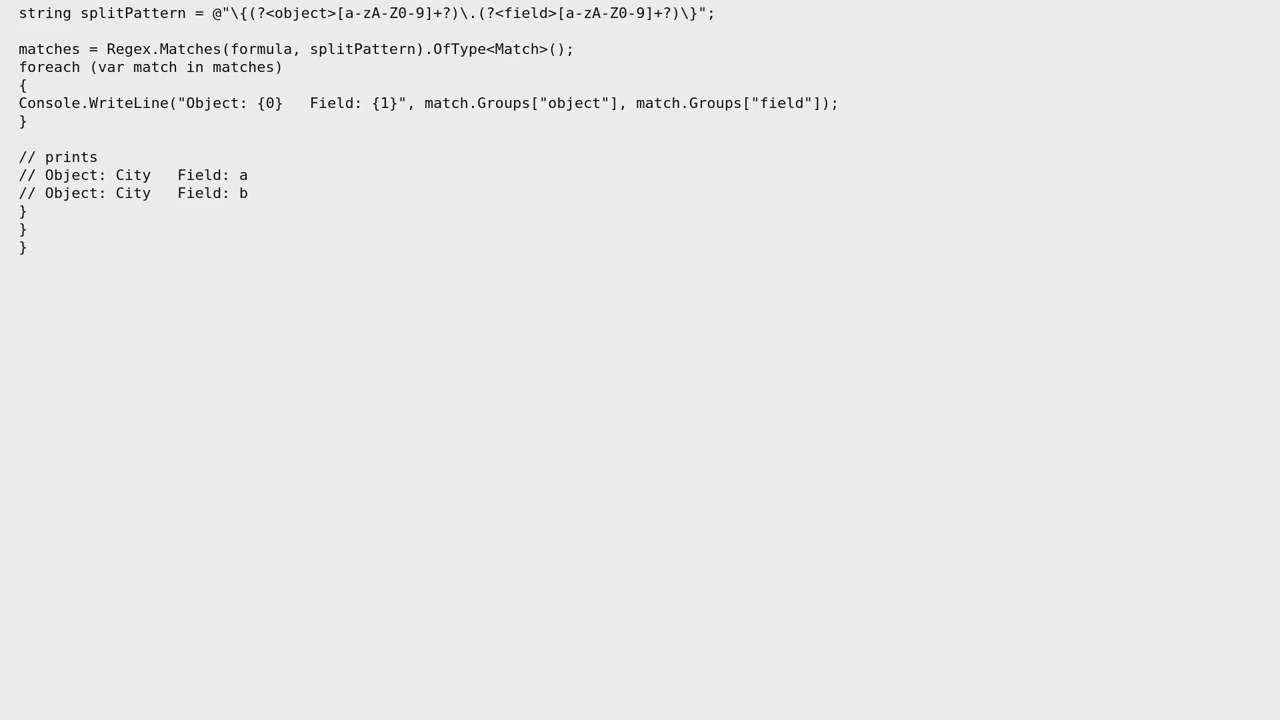 string splitPattern = @"\{(?<object>[a-zA-Z0-9]+?)\.(?<field>[a-zA-Z0-9]+?)\}";
matches = Regex.Matches(formula, splitPattern).OfType<Match>();
foreach (var match in matches)
{
Console.WriteLine("Object: {0}   Field: {1}", match.Groups["object"], match.Groups["field"]);
}
// prints
// Object: City   Field: a
// Object: City   Field: b
}
}
}